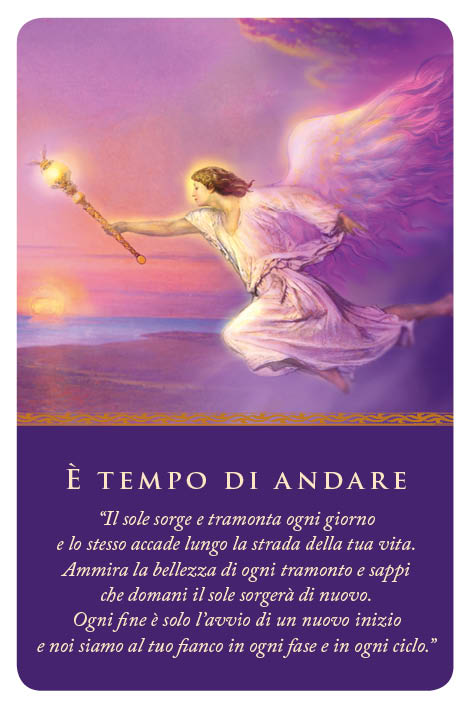 È TEMPO DI ANDARE
“Il sole sorge e tramonta ogni giorno
e lo stesso accade lungo la strada della tua vita.
Ammira la bellezza di ogni tramonto e sappi
che domani il sole sorgerà di nuovo.
Ogni fine è solo l’avvio di un nuovo inizio
e noi siamo al tuo fianco in ogni fase e in ogni ciclo.”